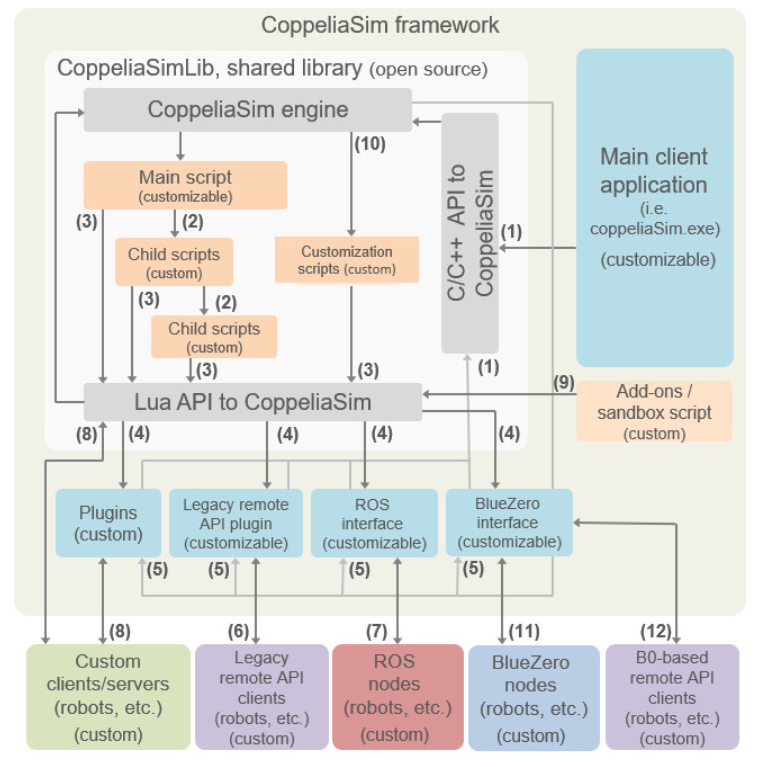 CoppeliaSim framework
CoppeliaSimLib, shared library (open source)
CoppeliaSim engine
(10)
Main script
(customizable)
(3)
(2)
Child scripts
(custom)
(3)
(2)
Child scripts
(custom)
(3)
Customization
scripts (custom)
(3)
C/C++ API to
CoppeliaSim
(1)
(1)
Main client
application
(i.e.
coppeliaSim.exe)
(customizable)
(9)
Add-ons /
sandbox script
(custom)
Lua API to CoppeliaSim
(8)
(4)
(4)
(4)
(4)
Plugins
(custom)
Legacy remote
API plugin
(customizable)
ROS
interface
(customizable)
BlueZero
interface
(customizable)
(5)
(5)
(5)
(5)
(8)
(6)
(7)
(11)
(12)
Custom
clients/servers
(robots, etc.)
(custom)
Legacy
remote API
clients
(robots, etc.)
(custom)
ROS
nodes
(robots, etc.)
(custom)
BlueZero
nodes
(robots, etc.)
(custom)
B0-based
remote API
clients
(robots, etc.)
(custom)